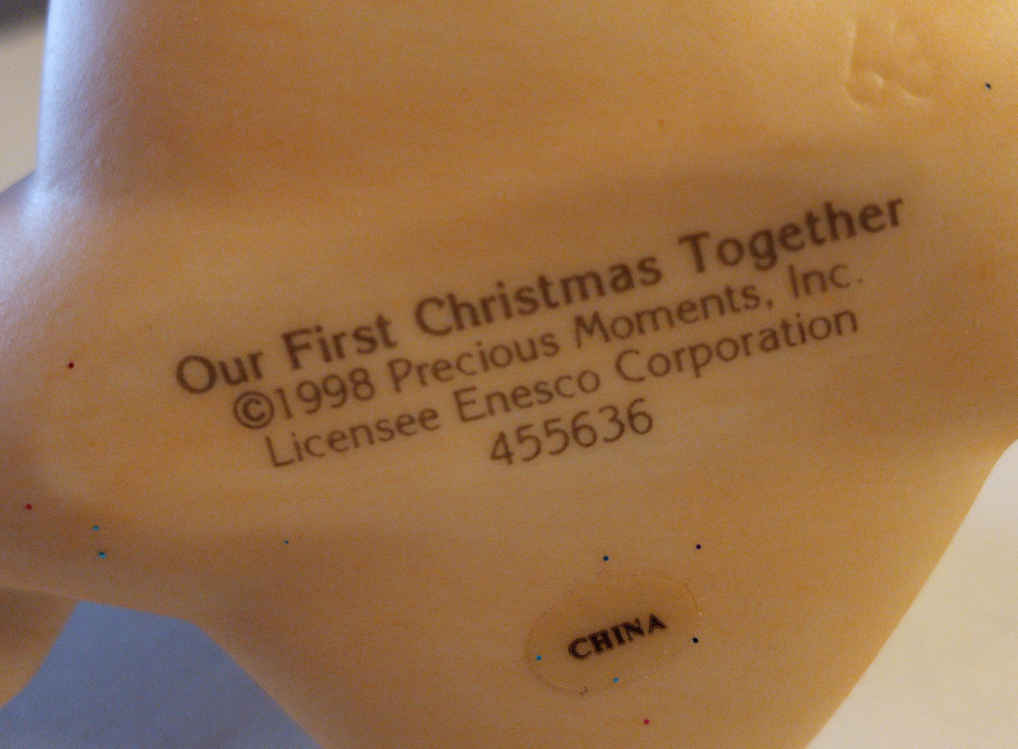 Our First Christmas Together
©1998 Precious Moments, Inc.
Licensee Enesco Corporation
455636
CHINA